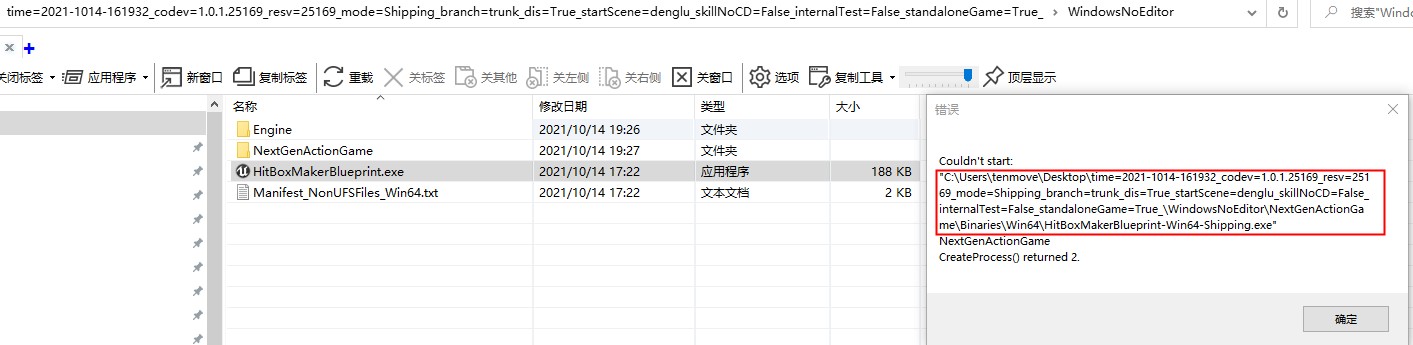 time=2021-1014-161932_codev=1.0.1.25169_resv=25169_mode=Shipping_branch=trunk_dis=True_startScene=denglu_skillNoCD=False_internalTest=False_standaloneGame=True_ › WindowsNoEditor
搜索"Windo
关闭标签 应用程序 新窗口 复制标签 重载 关标签 关其他 关左侧 关右侧 关窗口 选项 复制工具 顶层显示
名称 修改日期 类型 大小
Engine 2021/10/14 19:26 文件夹
NextGenActionGame 2021/10/14 19:27 文件夹
HitBoxMakerBlueprint.exe 2021/10/14 17:22 应用程序 188 KB
Manifest_NonUFSFiles_Win64.txt 2021/10/14 17:22 文本文档 2 KB
错误
Couldn't start:
"C:\Users\tenmove\Desktop\time=2021-1014-161932_codev=1.0.1.25169_resv=251
69_mode=Shipping_branch=trunk_dis=True_startScene=denglu_skillNoCD=False_
internalTest=False_standaloneGame=True_\WindowsNoEditor\NextGenActionGa
me\Binaries\Win64\HitBoxMakerBlueprint-Win64-Shipping.exe"
NextGenActionGame
CreateProcess() returned 2.
确定